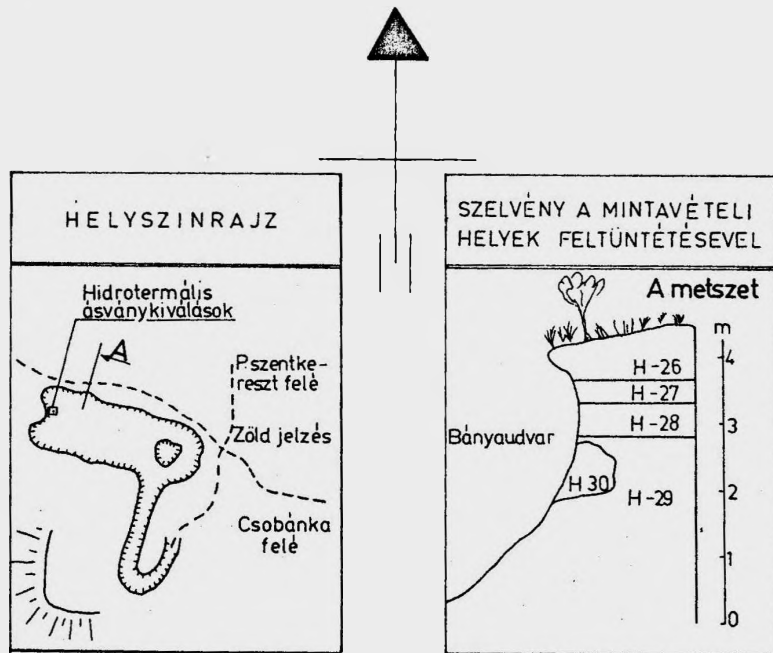 HELYSZINRAJZ
Hidrotermális
ásványkiválások
A
P.szentke-
reszt felé
Zöld jelzés
Csobánka
felé
SZELVÉNY A MINTAVÉTELI
HELYEK FELTÜNTÉTÉSEVEL
A metszet
m
4
H-26
H-27
H-28
3
Bányaudvar
H 30
H-29
2
1
0